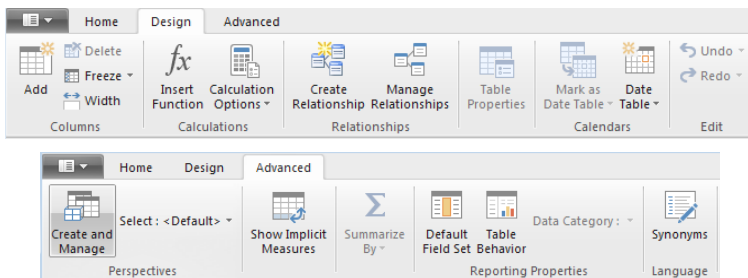 Home Design Advanced
Add
Delete
Freeze
Width
Columns
fx
Insert Function
Calculation Options
Calculations
Create Relationship
Manage Relationships
Relationships
Table Properties
Mark as Date Table
Date Table
Calendars
Undo
Redo
Edit
Home Design Advanced
Create and Manage
Select : <Default>
Perspectives
Show Implicit Measures
Σ
Summarize By
Default Field Set
Table Behavior
Data Category :
Reporting Properties
Synonyms
Language